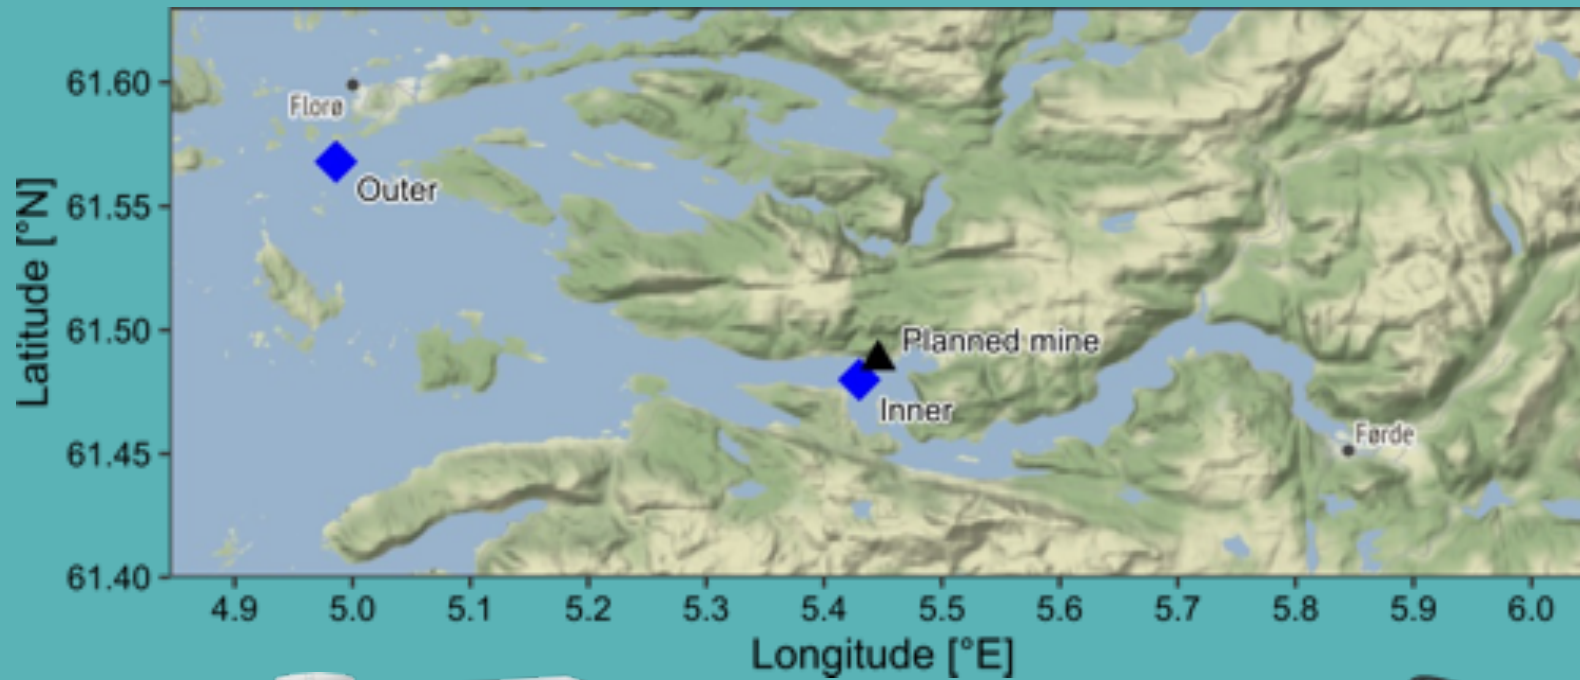 61.60
61.55
61.50
61.45
61.40
Latitude [°N]
Florø
Outer
Planned mine
Inner
Førde
4.9 5.0 5.1 5.2 5.3 5.4 5.5 5.6 5.7 5.8 5.9 6.0
Longitude [°E]